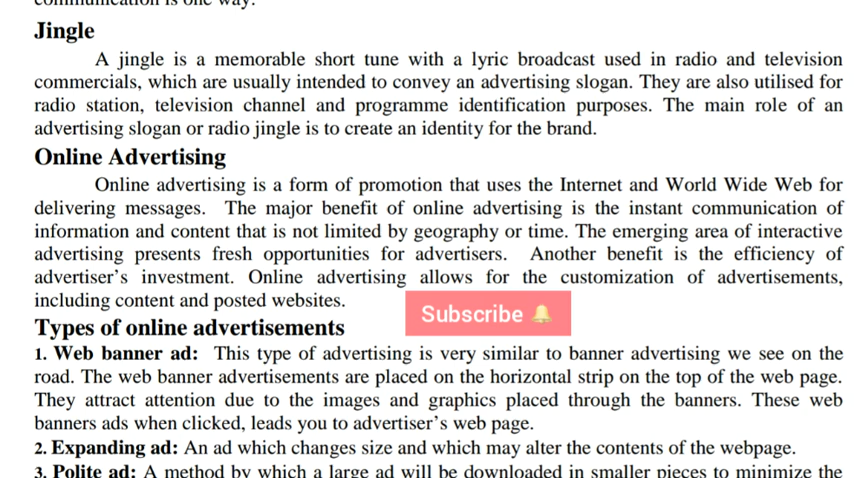 communication is one way.
Jingle
A jingle is a memorable short tune with a lyric broadcast used in radio and television
commercials, which are usually intended to convey an advertising slogan. They are also utilised for
radio station, television channel and programme identification purposes. The main role of an
advertising slogan or radio jingle is to create an identity for the brand.
Online Advertising
Online advertising is a form of promotion that uses the Internet and World Wide Web for
delivering messages. The major benefit of online advertising is the instant communication of
information and content that is not limited by geography or time. The emerging area of interactive
advertising presents fresh opportunities for advertisers. Another benefit is the efficiency of
advertiser's investment. Online advertising allows for the customization of advertisements,
including content and posted websites.
Subscribe
Types of online advertisements
1. Web banner ad: This type of advertising is very similar to banner advertising we see on the
road. The web banner advertisements are placed on the horizontal strip on the top of the web page.
They attract attention due to the images and graphics placed through the banners. These web
banners ads when clicked, leads you to advertiser's web page.
2. Expanding ad: An ad which changes size and which may alter the contents of the webpage.
3. Polite ad: A method by which a large ad will be downloaded in smaller pieces to minimize the